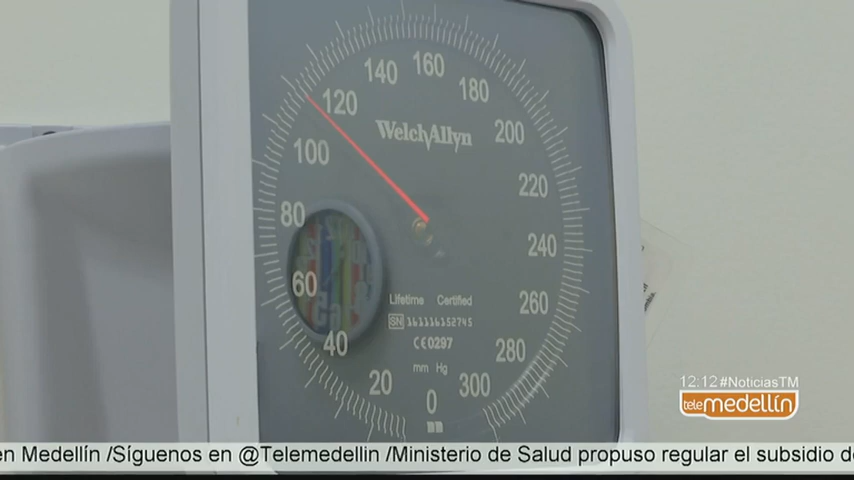 160
140
180
120
WelchAllyn
200
100
220
80
240
60
Lifetime Certified
260
SN 161116152745
40
CE0297
280
mm Hg
20
300
0
12:12 #NoticiasTM
telemedellín
en Medellín /Síguenos en @Telemedellin /Ministerio de Salud propuso regular el subsidio de